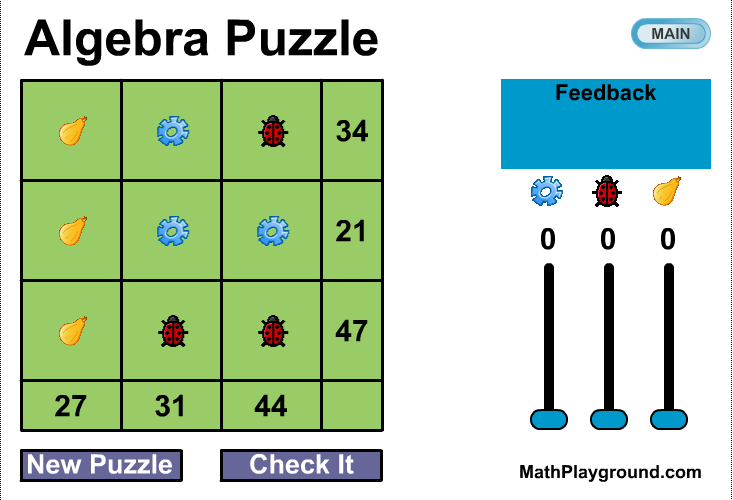 Algebra Puzzle
MAIN
Feedback
34
21
47
27 31 44
0 0 0
New Puzzle
Check It
MathPlayground.com